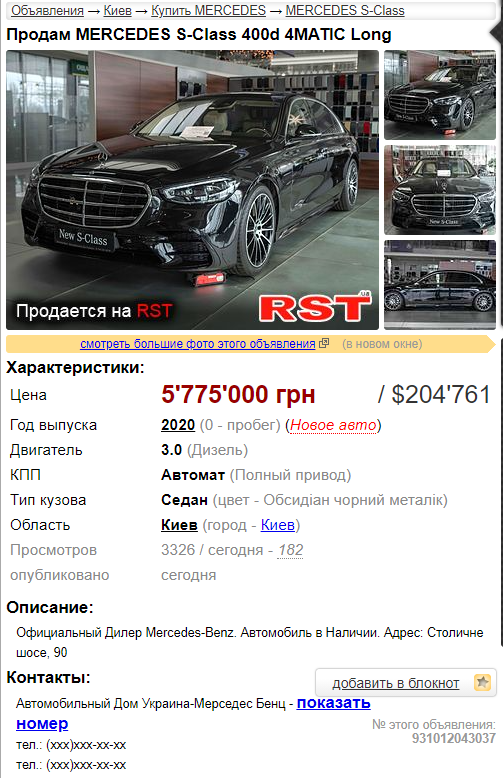 Объявления → Киев → Купить MERCEDES → MERCEDES S-Class
Продам MERCEDES S-Class 400d 4MATIC Long
New S-Class
Продается на RST
RST.ua
смотреть большие фото этого объявления (в новом окне)
Характеристики:
Цена 5'775'000 грн / $204'761
Год выпуска 2020 (0 - пробег) (Новое авто)
Двигатель 3.0 (Дизель)
КПП Автомат (Полный привод)
Тип кузова Седан (цвет - Обсидіан чорний металік)
Область Киев (город - Киев)
Просмотров 3326 / сегодня - 182
опубликовано сегодня
Описание:
Официальный Дилер Mercedes-Benz. Автомобиль в Наличии. Адрес: Столичне
шосе, 90
Контакты:
добавить в блокнот
Автомобильный Дом Украина-Мерседес Бенц - показать
номер
№ этого объявления:
931012043037
тел.: (xxx)xxx-xx-xx
тел.: (xxx)xxx-xx-xx